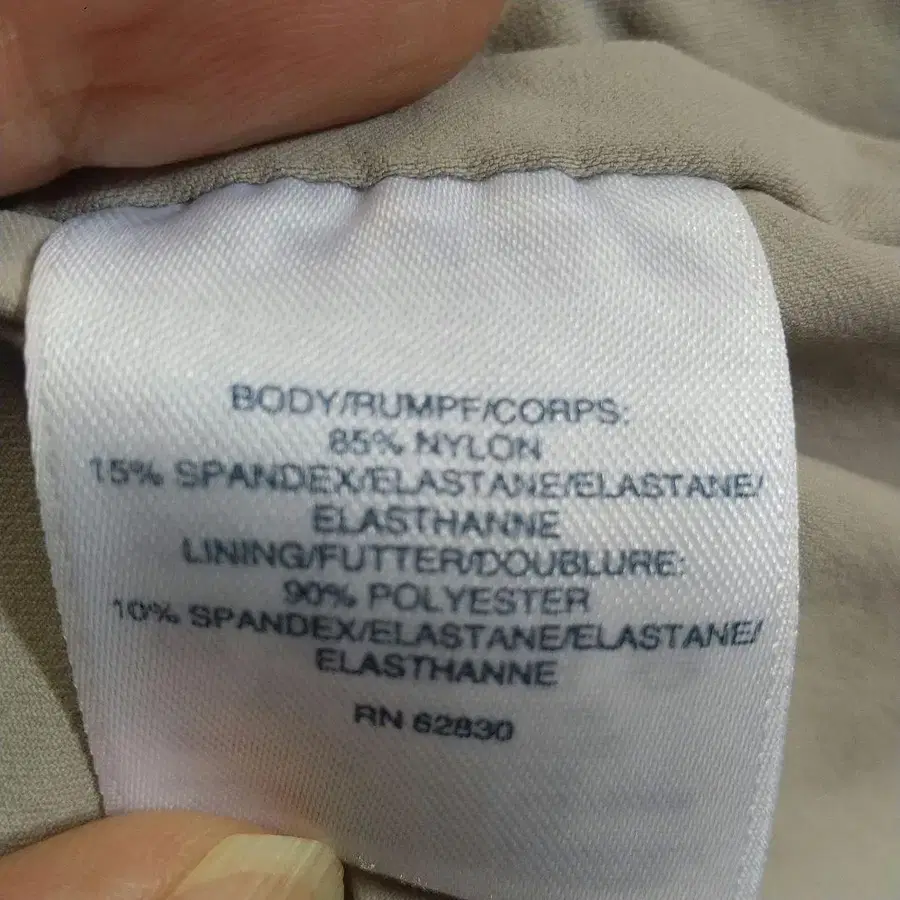 BODY/RUMPF/CORPS:
85% NYLON
15% SPANDEX/ELASTANE/ELASTANE/
ELASTHANNE
LINING/FUTTER/DOUBLURE:
90% POLYESTER
10% SPANDEX/ELASTANE/ELASTANE/
ELASTHANNE
RN 62830